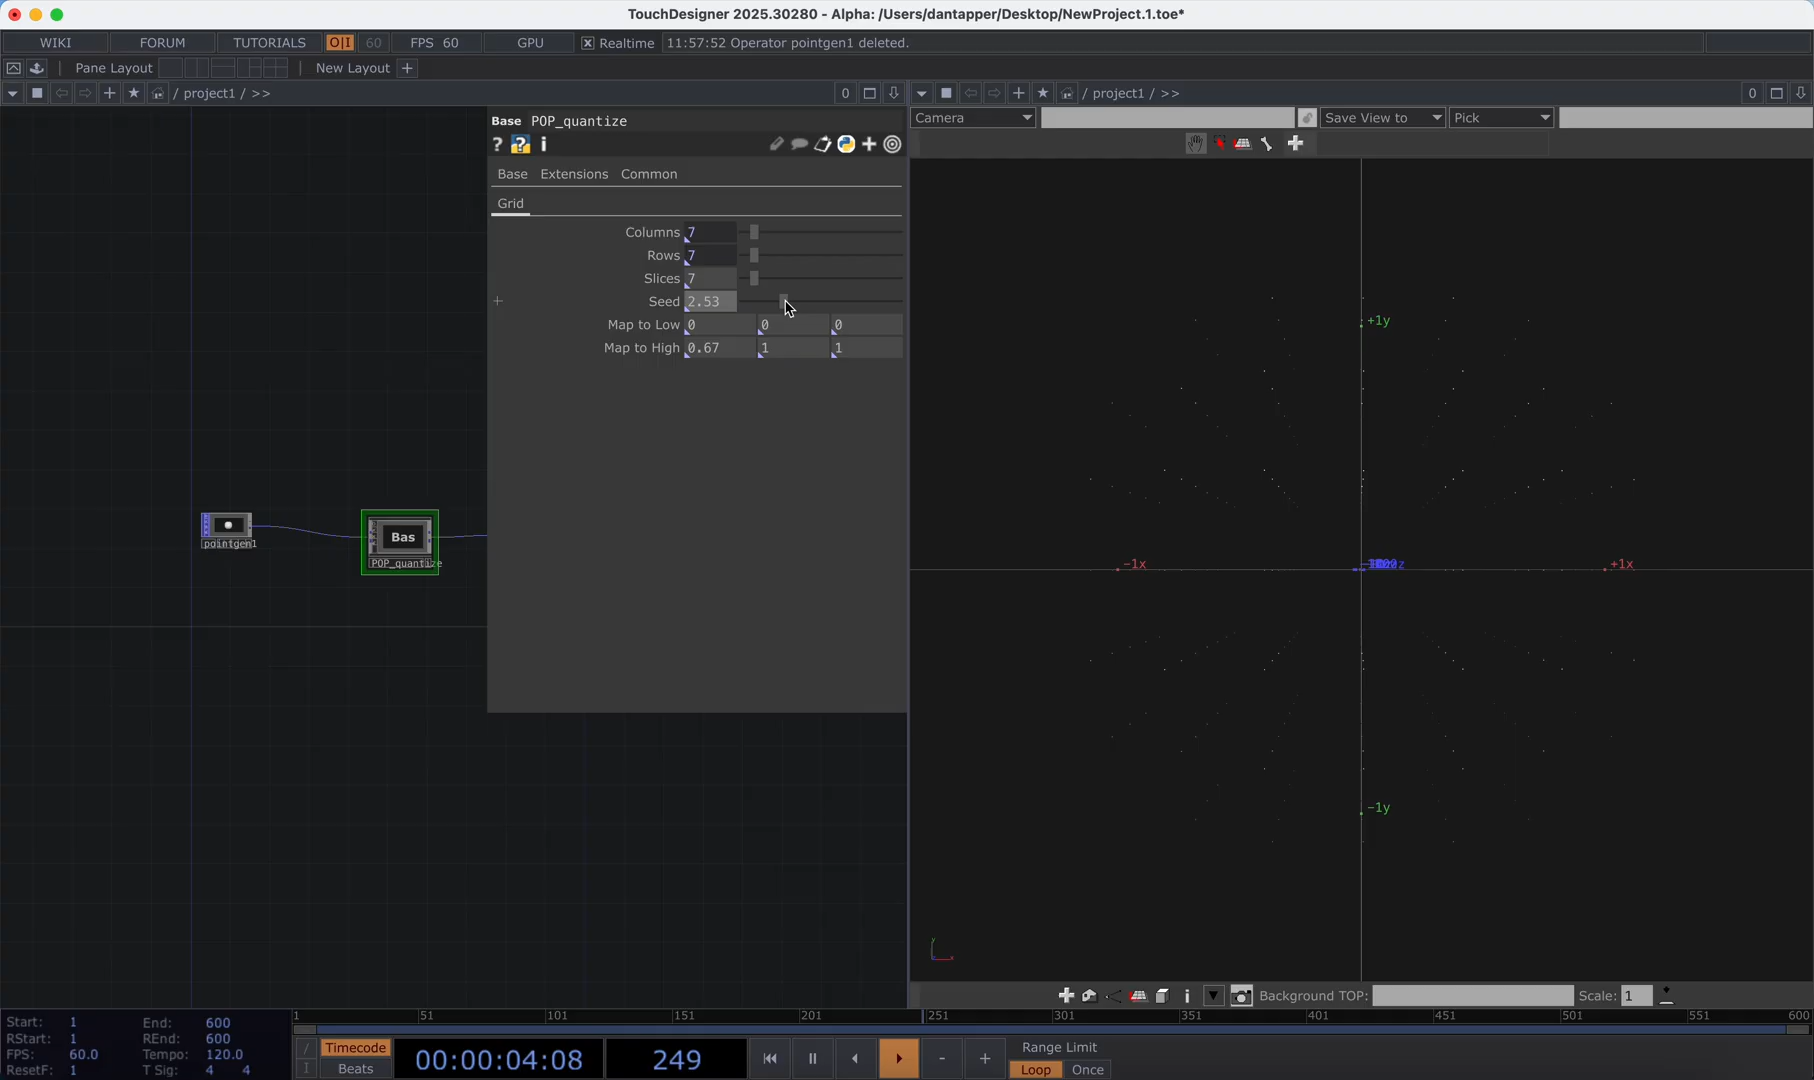 TouchDesigner 2025.30280 - Alpha: /Users/dantapper/Desktop/NewProject.1.toe*
WIKI FORUM TUTORIALS O|I 60 FPS 60 GPU Realtime 11:57:52 Operator pointgen1 deleted.
Pane Layout New Layout
/ project1 / >> 0
/ project1 / >> 0
Base POP_quantize
Camera Save View to Pick
Base Extensions Common
Grid
Columns 7
Rows 7
Slices 7
Seed 2.53
Map to Low 0 0 0
Map to High 0.67 1 1
pointgen1
Bas
POP_quantize
+1y
-1x
+1x
-1y
y
x
Background TOP: Scale: 1
Start: 1 End: 600
RStart: 1 REnd: 600
FPS: 60.0 Tempo: 120.0
ResetF: 1 T Sig: 4 4
1 51 101 151 201 251 301 351 401 451 501 551 600
Timecode
Beats
00:00:04:08
249
Range Limit
Loop Once